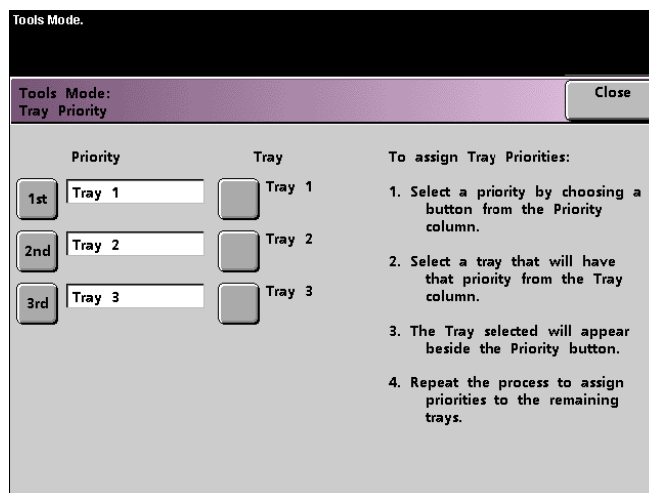 Tools Mode.
Tools Mode:
Tray Priority
Close
Priority
Tray
1st
Tray 1
Tray 1
2nd
Tray 2
Tray 2
3rd
Tray 3
Tray 3
To assign Tray Priorities:
1. Select a priority by choosing a
button from the Priority
column.
2. Select a tray that will have
that priority from the Tray
column.
3. The Tray selected will appear
beside the Priority button.
4. Repeat the process to assign
priorities to the remaining
trays.